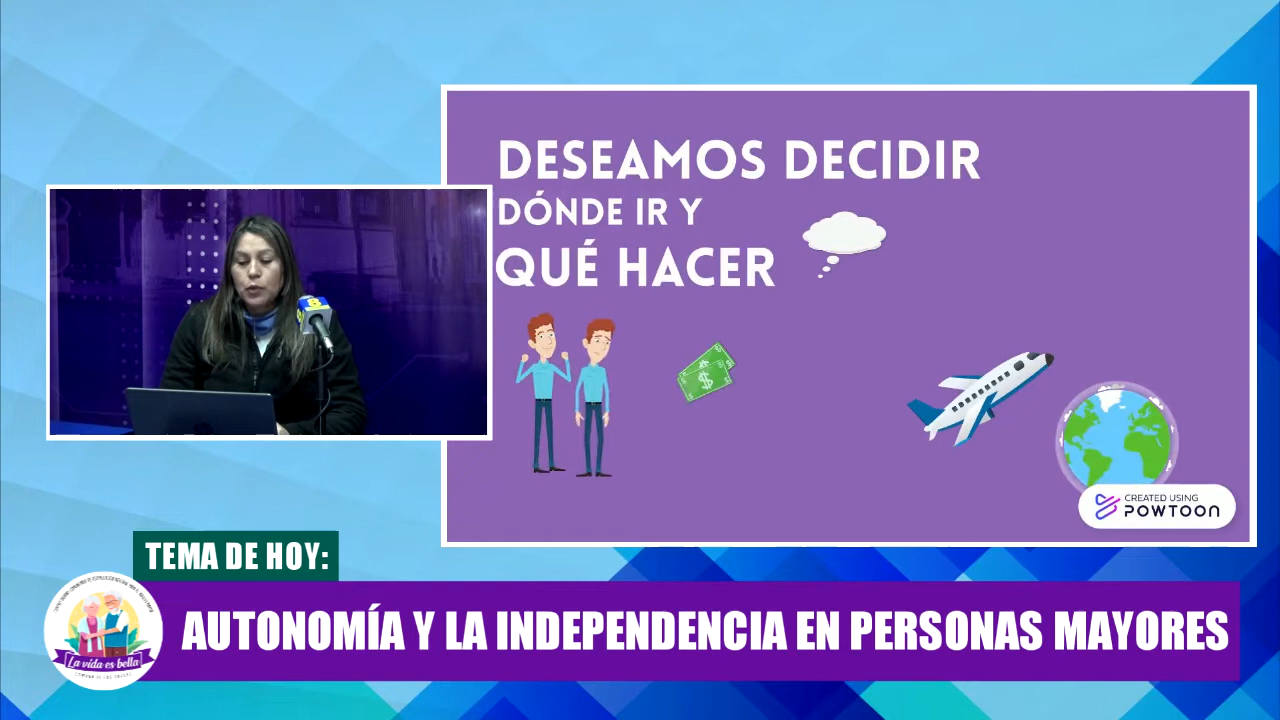 DESEAMOS DECIDIR
DÓNDE IR Y
QUÉ HACER
CREATED USING
POWTOON
TEMA DE HOY:
AUTONOMÍA Y LA INDEPENDENCIA EN PERSONAS MAYORES
La vida es bella